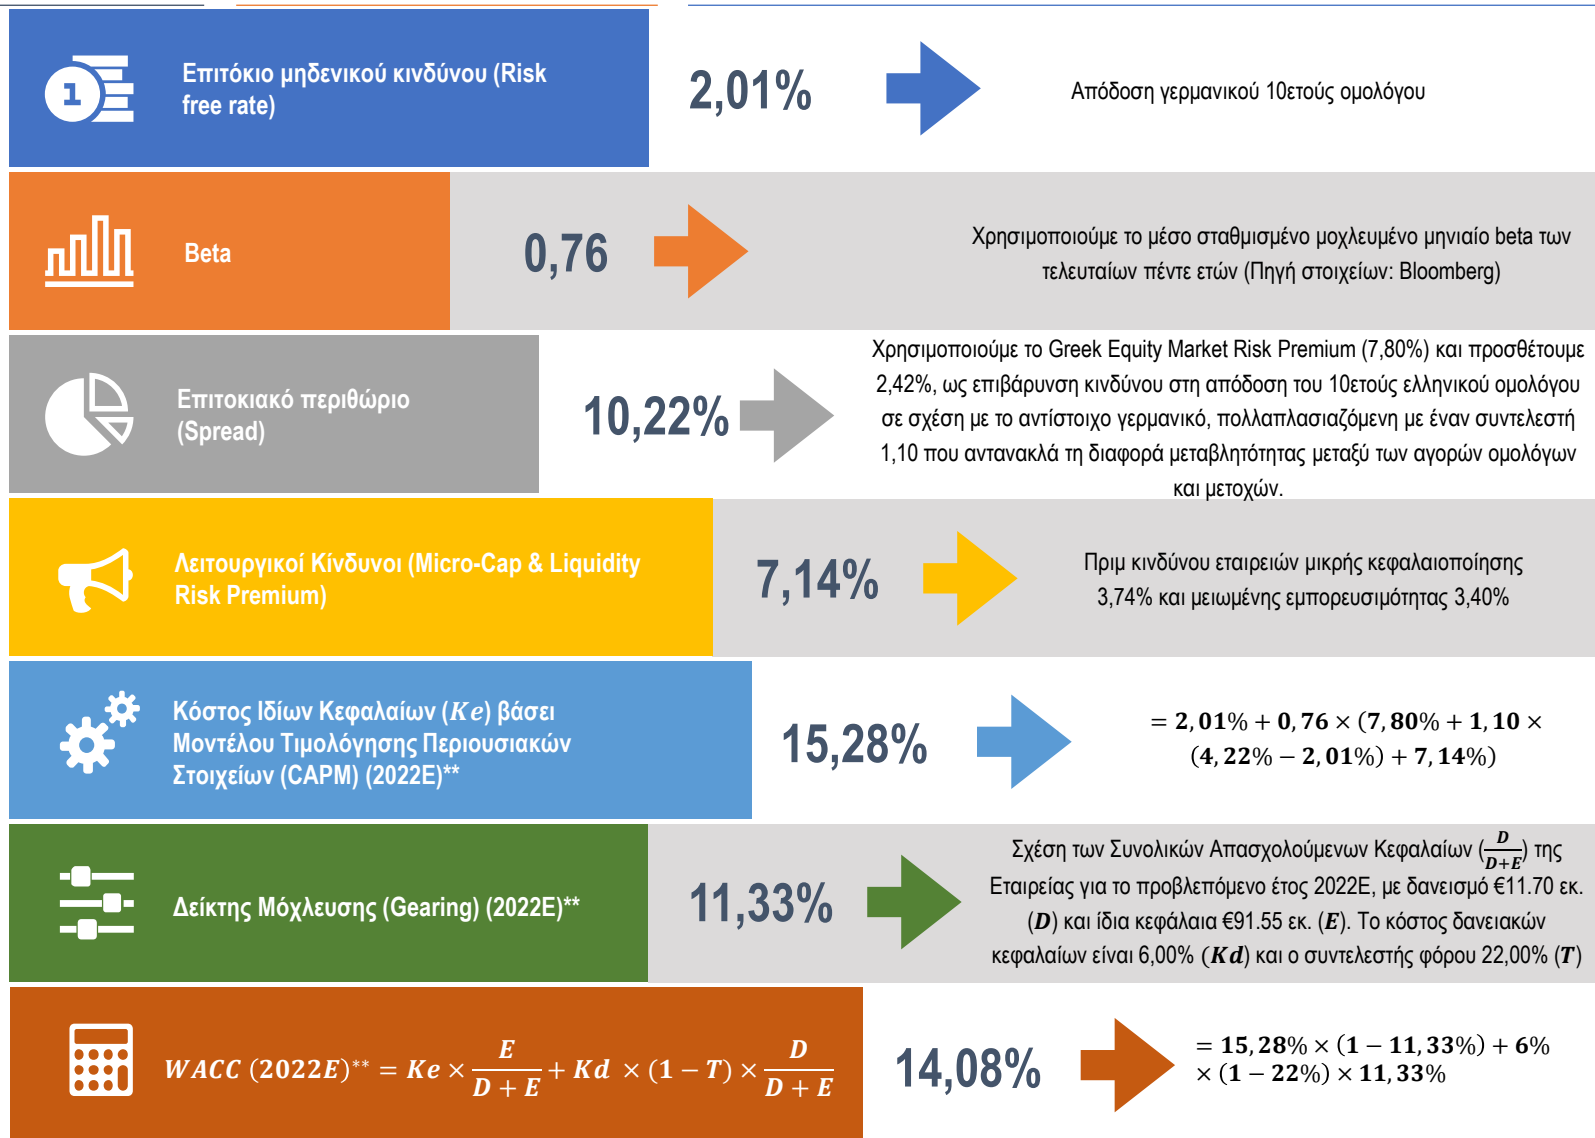 1
Επιτόκιο μηδενικού κινδύνου (Risk
free rate)
2,01%
Απόδοση γερμανικού 10ετούς ομολόγου
Beta
0,76
Χρησιμοποιούμε το μέσο σταθμισμένο μοχλευμένο μηνιαίο beta των
τελευταίων πέντε ετών (Πηγή στοιχείων: Bloomberg)
Επιτοκιακό περιθώριο
(Spread)
10,22%
Χρησιμοποιούμε το Greek Equity Market Risk Premium (7,80%) και προσθέτουμε
2,42%, ως επιβάρυνση κινδύνου στη απόδοση του 10ετούς ελληνικού ομολόγου
σε σχέση με το αντίστοιχο γερμανικό, πολλαπλασιαζόμενη με έναν συντελεστή
1,10 που αντανακλά τη διαφορά μεταβλητότητας μεταξύ των αγορών ομολόγων
και μετοχών.
Λειτουργικοί Κίνδυνοι (Micro-Cap & Liquidity
Risk Premium)
7,14%
Πριμ κινδύνου εταιρειών μικρής κεφαλαιοποίησης
3,74% και μειωμένης εμπορευσιμότητας 3,40%
Κόστος Ιδίων Κεφαλαίων (Ke) βάσει
Μοντέλου Τιμολόγησης Περιουσιακών
Στοιχείων (CAPM) (2022E)**
15,28%
= 2,01% + 0,76 × (7,80% + 1,10 ×
(4,22% − 2,01%) + 7,14%)
Δείκτης Μόχλευσης (Gearing) (2022E)**
11,33%
Σχέση των Συνολικών Απασχολούμενων Κεφαλαίων (D/D+E) της
Εταιρείας για το προβλεπόμενο έτος 2022Ε, με δανεισμό €11.70 εκ.
(D) και ίδια κεφάλαια €91.55 εκ. (E). Το κόστος δανειακών
κεφαλαίων είναι 6,00% (Kd) και ο συντελεστής φόρου 22,00% (T)
WACC (2022E)** = Ke × E/D + E + Kd × (1 − T) × D/D + E
14,08%
= 15,28% × (1 − 11,33%) + 6%
× (1 − 22%) × 11,33%